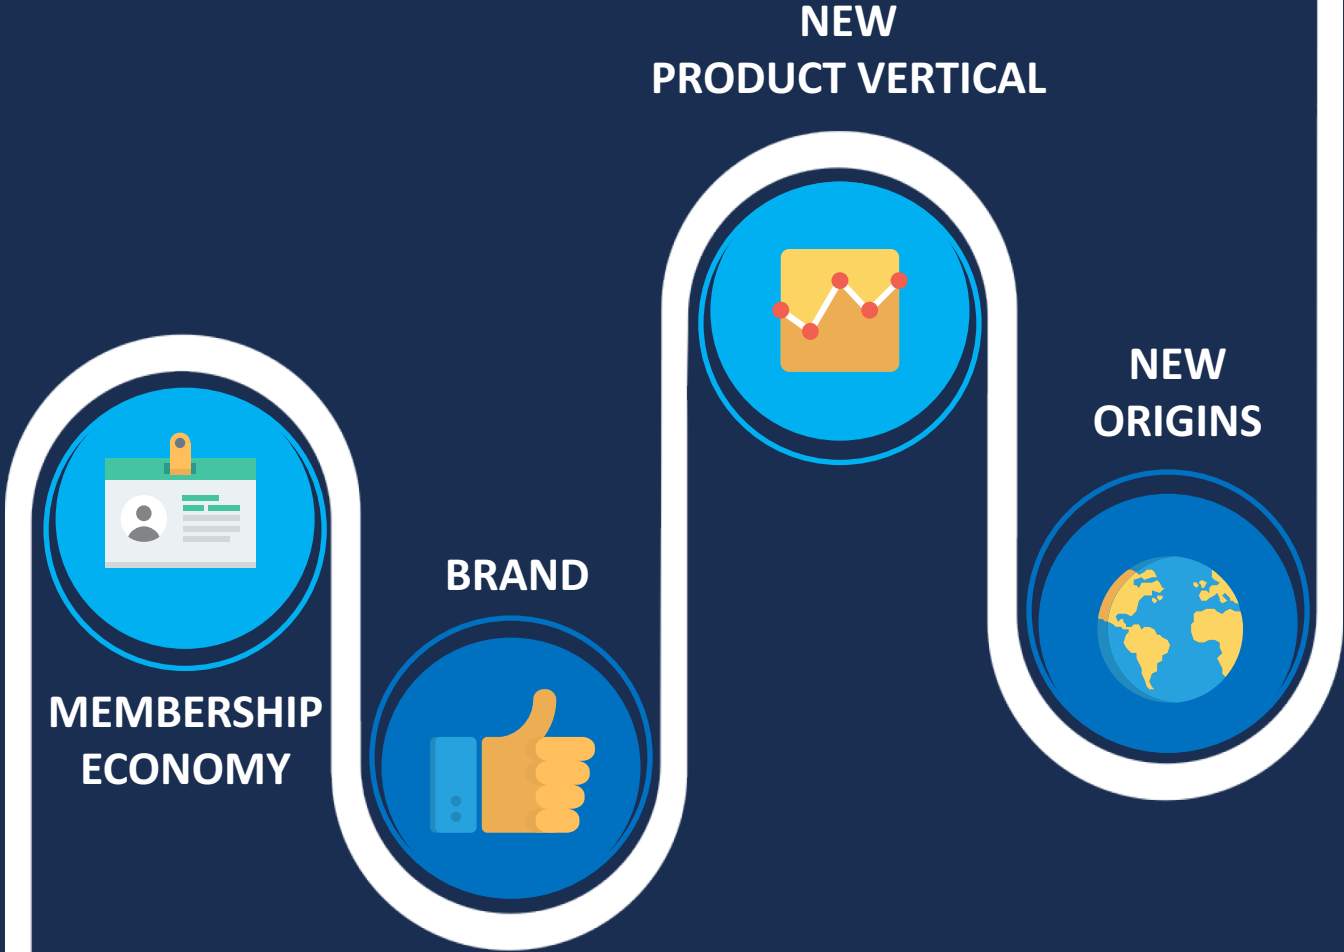 NEW
PRODUCT VERTICAL
NEW
ORIGINS
BRAND
MEMBERSHIP
ECONOMY